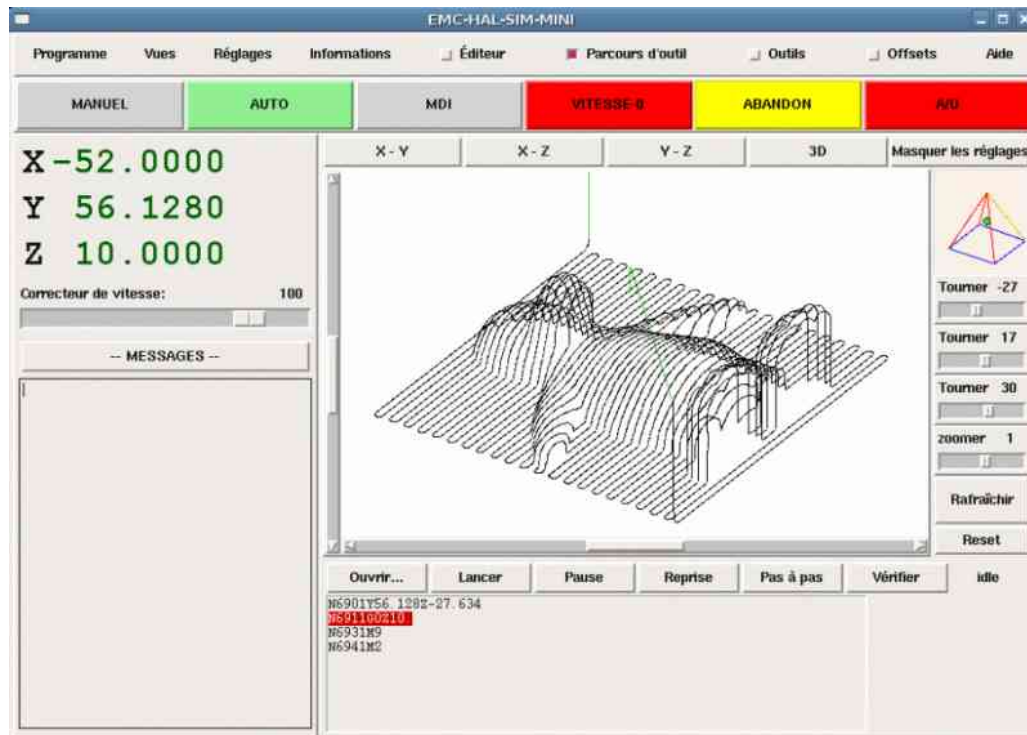 EMC-HAL-SIM-MINI
Programme Vues Réglages Informations Éditeur Parcours d'outil Outils Offsets Aide
MANUEL AUTO MDI VITESSE-0 ABANDON A/U
X -52.0000
Y 56.1280
Z 10.0000
Correcteur de vitesse: 100
-- MESSAGES --
X - Y X - Z Y - Z 3D Masquer les réglages
Tourner -27
Tourner 17
Tourner 30
zoomer 1
Rafraîchir
Reset
Ouvrir... Lancer Pause Reprise Pas à pas Vérifier idle
N6901Y56.128Z-27.634
N6911G0Z10.
N6931M9
N6941M2